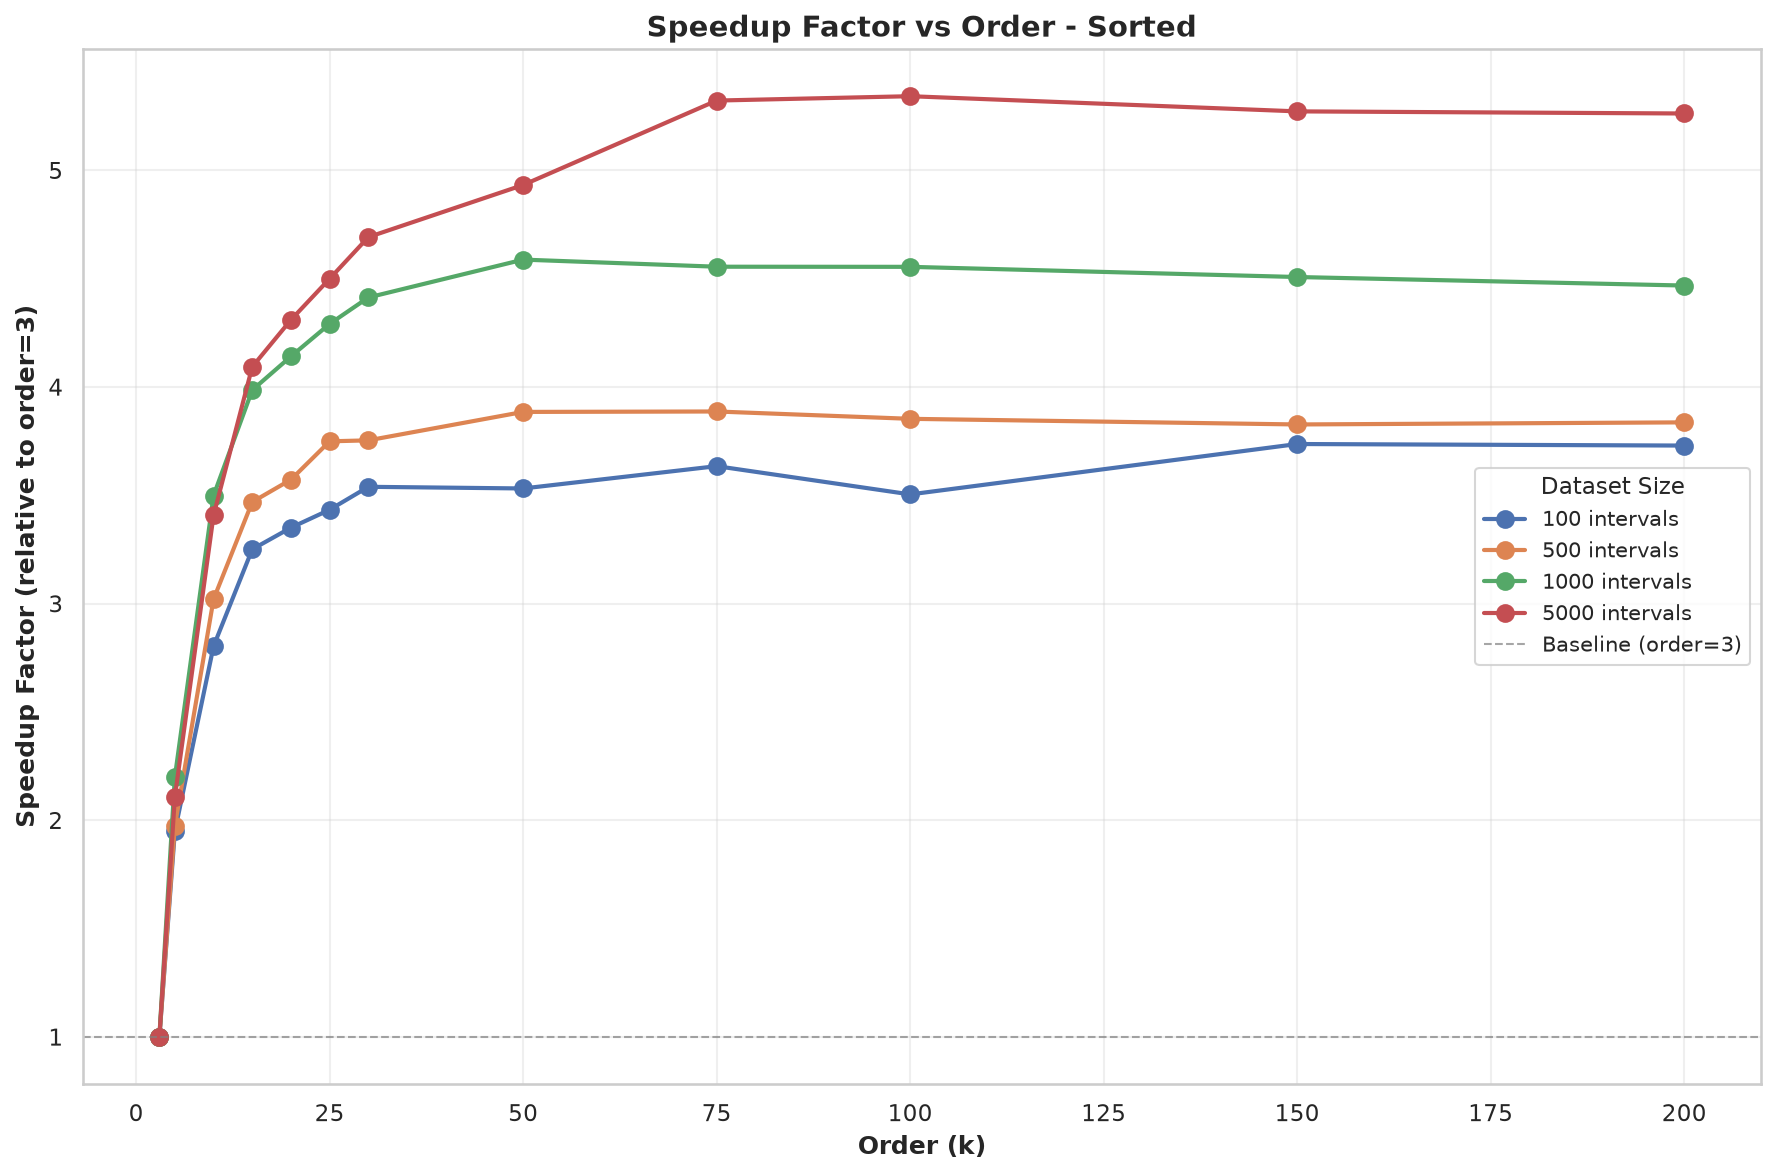 Speedup Factor vs Order - Sorted
Speedup Factor (relative to order=3)
5
4
3
2
1
Dataset Size
100 intervals
500 intervals
1000 intervals
5000 intervals
Baseline (order=3)
0 25 50 75 100 125 150 175 200
Order (k)